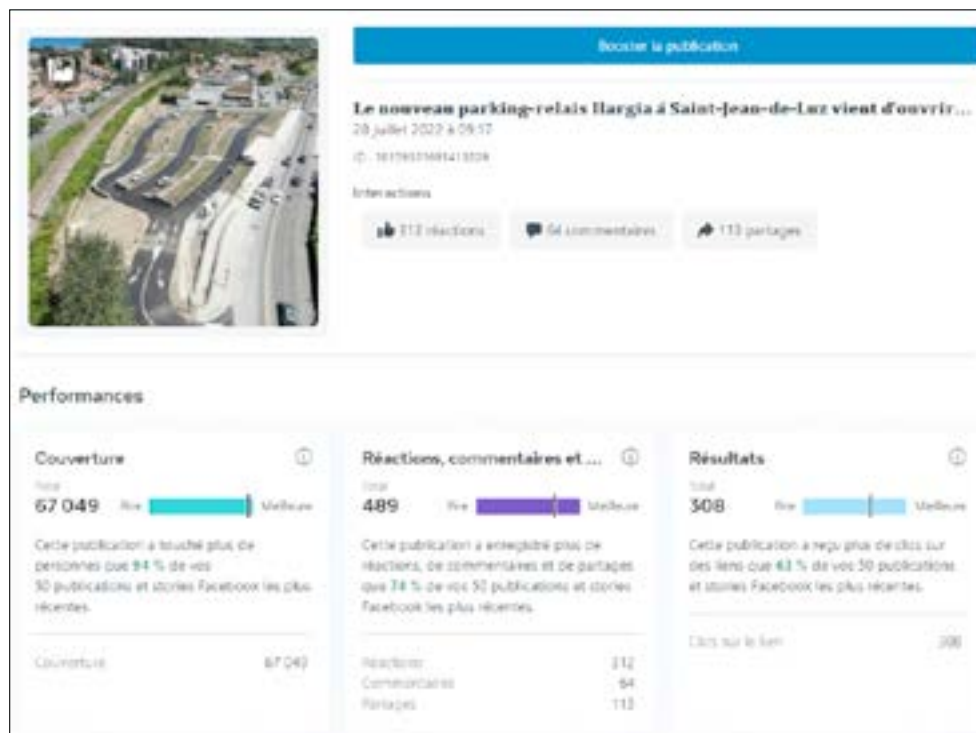 Booster la publication
Le nouveau parking-relais Ilargia à Saint-Jean-de-Luz vient d'ouvrir...
28 juillet 2022 à 09:17
ID :
Interactions
312 réactions
64 commentaires
113 partages
Performances
Couverture
Total
67 049
Pire
Meilleure
Cette publication a touché plus de
personnes que 94 % de vos
50 publications et stories Facebook les plus
récentes.
Couverture
67 049
Réactions, commentaires et ...
Total
489
Pire
Meilleure
Cette publication a enregistré plus de
réactions, de commentaires et de partages
que 74 % de vos 50 publications et stories
Facebook les plus récentes.
Réactions
312
Commentaires
64
Partages
113
Résultats
Total
308
Pire
Meilleure
Cette publication a reçu plus de clics sur
des liens que 63 % de vos 50 publications
et stories Facebook les plus récentes.
Clics sur le lien
308